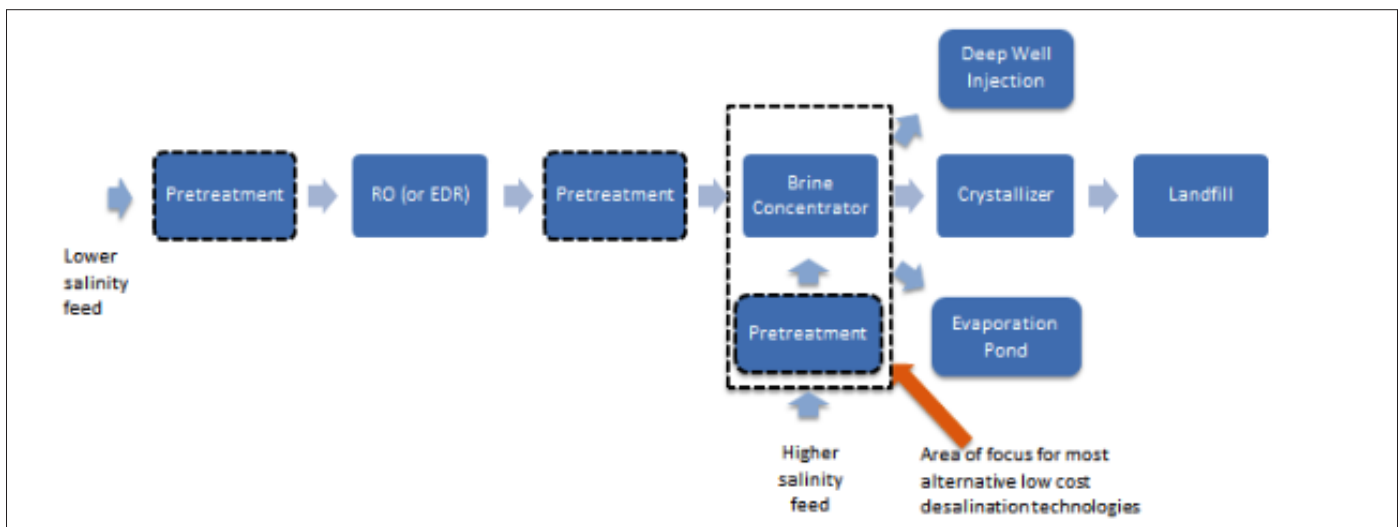 Deep Well
Injection
Pretreatment
RO (or EDR)
Pretreatment
Brine
Concentrator
Crystallizer
Landfill
Lower
salinity
feed
Pretreatment
Evaporation
Pond
Higher
salinity
feed
Area of focus for most
alternative low cost
desalination technologies